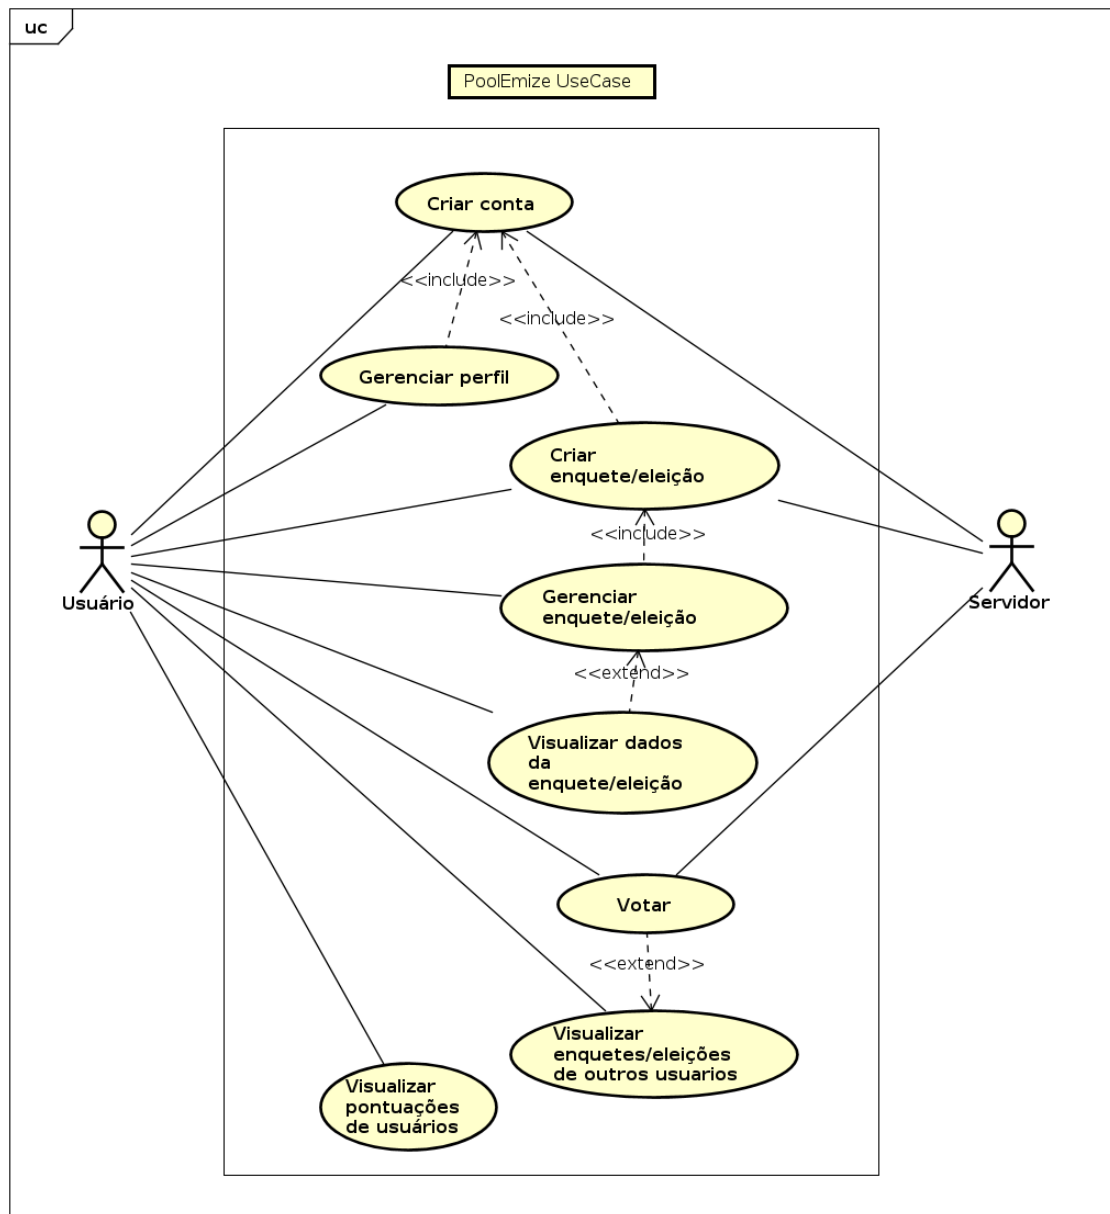 uc
PoolEmize UseCase
Criar conta
<<include>>
<<include>>
Gerenciar perfil
Criar
enquete/eleição
<<include>>
Usuário
Servidor
Gerenciar
enquete/eleição
<<extend>>
Visualizar dados
da
enquete/eleição
Votar
<<extend>>
Visualizar
enquetes/eleições
de outros usuarios
Visualizar
pontuações
de usuários